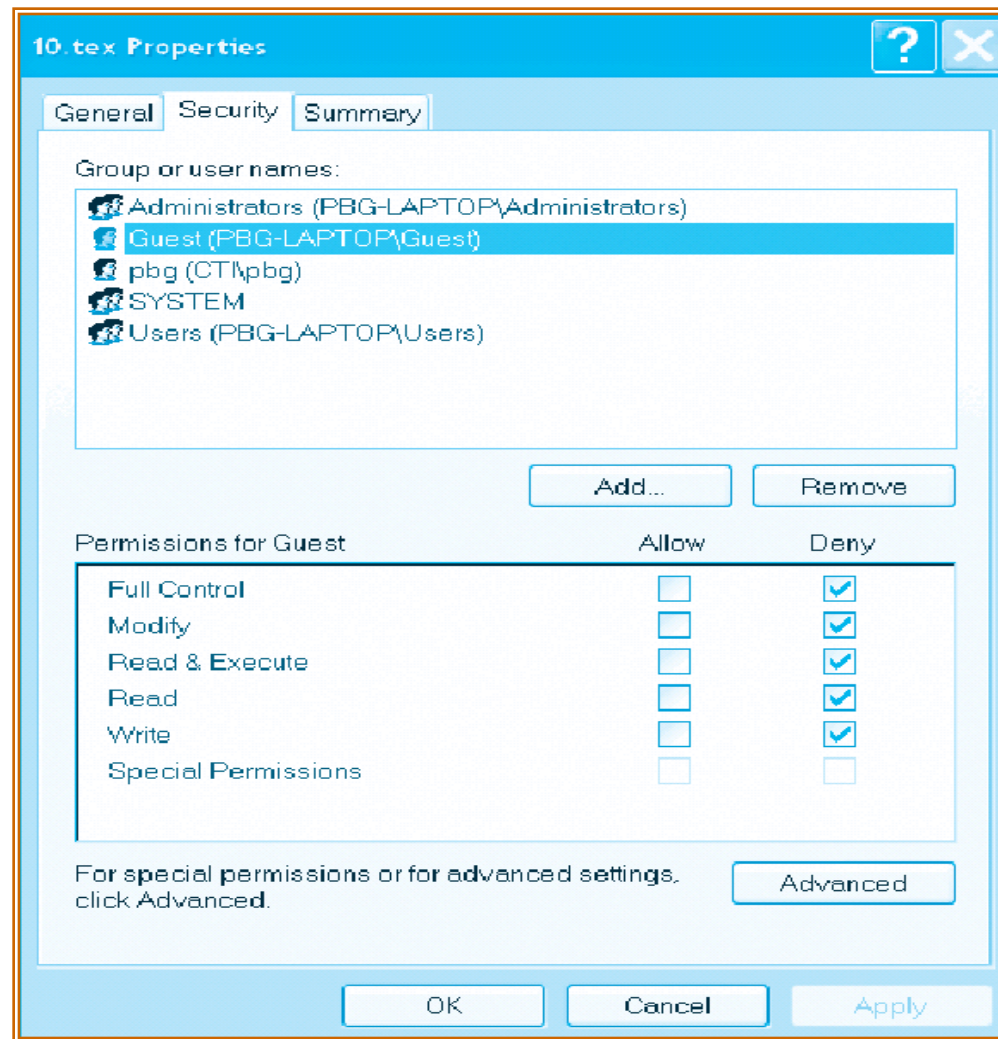 10.tex Properties
?
General Security Summary
Group or user names:
Administrators (PBG-LAPTOP\Administrators)
Guest (PBG-LAPTOP\Guest)
pbg (CTI\pbg)
SYSTEM
Users (PBG-LAPTOP\Users)
Add... Remove
Permissions for Guest Allow Deny
Full Control
Modify
Read & Execute
Read
Write
Special Permissions
For special permissions or for advanced settings,
click Advanced.
Advanced
OK Cancel Apply